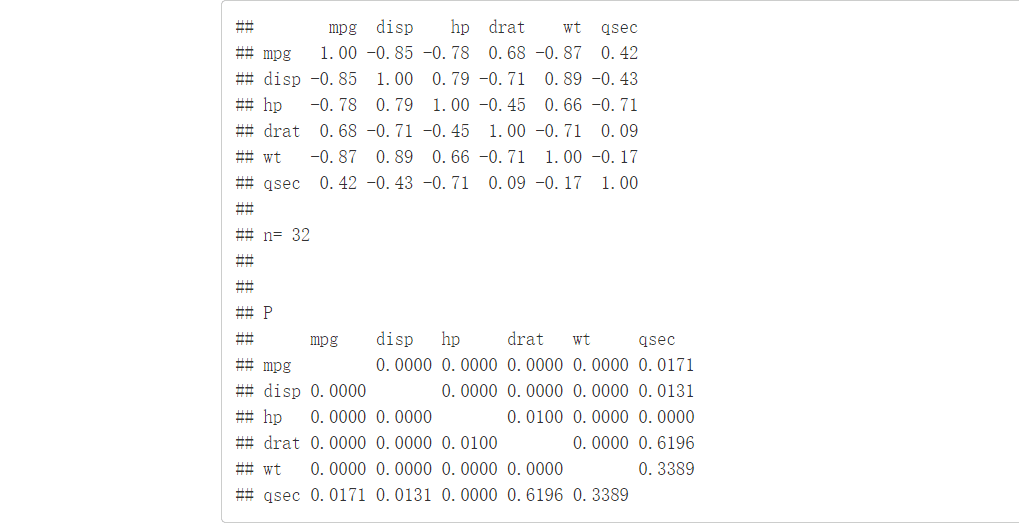 ##       mpg  disp    hp  drat    wt  qsec
## mpg   1.00 -0.85 -0.78  0.68 -0.87  0.42
## disp -0.85  1.00  0.79 -0.71  0.89 -0.43
## hp   -0.78  0.79  1.00 -0.45  0.66 -0.71
## drat  0.68 -0.71 -0.45  1.00 -0.71  0.09
## wt   -0.87  0.89  0.66 -0.71  1.00 -0.17
## qsec  0.42 -0.43 -0.71  0.09 -0.17  1.00
##
## n= 32
##
##
## P
##      mpg    disp   hp     drat   wt     qsec
## mpg         0.0000 0.0000 0.0000 0.0000 0.0171
## disp 0.0000        0.0000 0.0000 0.0000 0.0131
## hp   0.0000 0.0000        0.0100 0.0000 0.0000
## drat 0.0000 0.0000 0.0100        0.0000 0.6196
## wt   0.0000 0.0000 0.0000 0.0000        0.3389
## qsec 0.0171 0.0131 0.0000 0.6196 0.3389